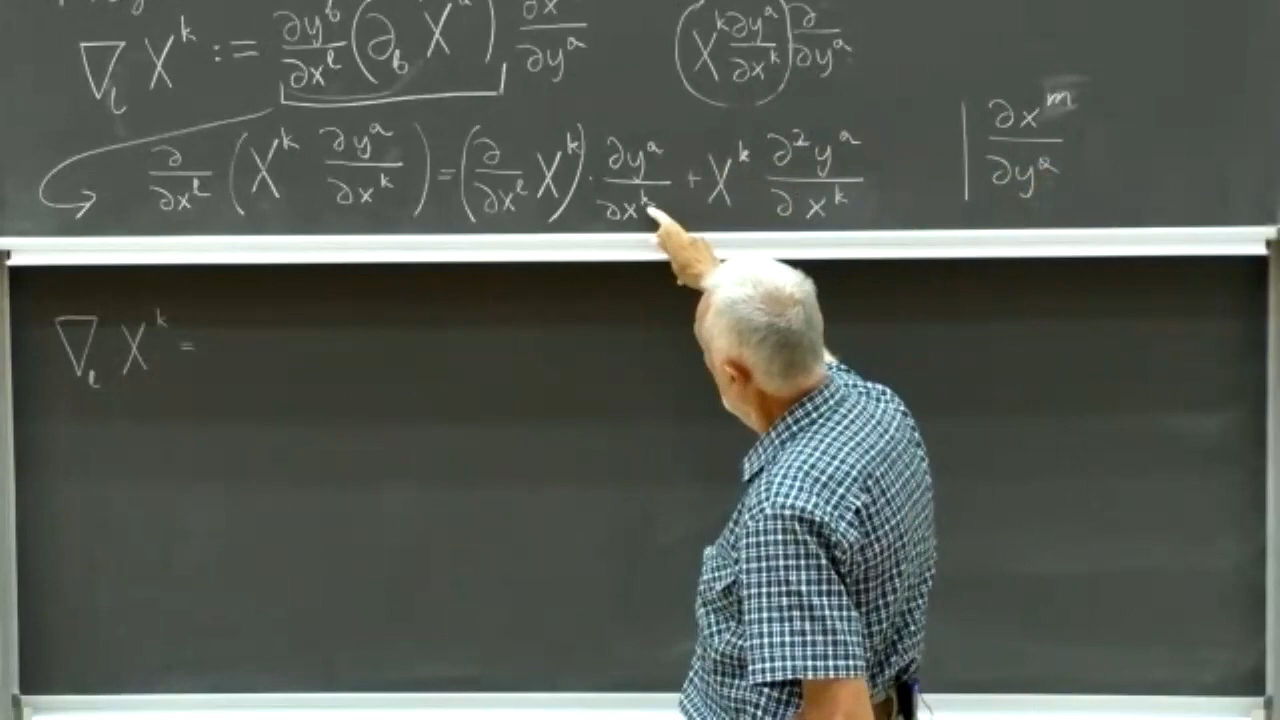 ∇_l X^k := ∂y^b/∂x^l (∂_b X^a) ∂x/∂y^a (X^k ∂y^a/∂x^k) ∂/∂y^a
∂/∂x^l (X^k ∂y^a/∂x^k) = (∂/∂x^l X^k) · ∂y^a/∂x^k + X^k ∂²y^a/∂x^k | ∂x^m/∂y^a
∇_l X^k =